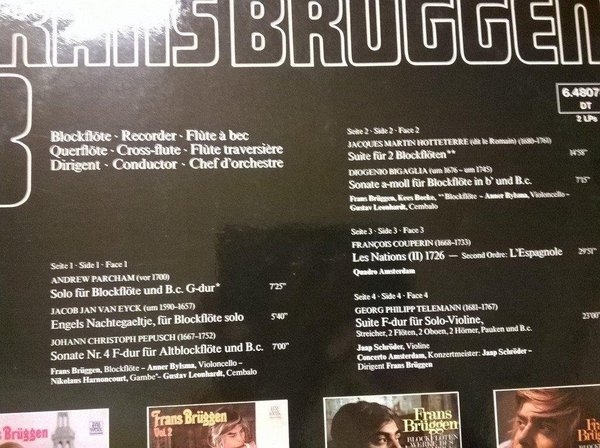 FRANS BRÜGGEN
3
6.4807
DT
2 LPs
Blockflöte · Recorder · Flûte à bec
Querflöte · Cross-flute · Flûte traversière
Dirigent · Conductor · Chef d'orchestre
Seite 1 · Side 1 · Face 1
ANDREW PARCHAM (vor 1700)
Solo für Blockflöte und B.c. G-dur* 7'25"
JACOB JAN VAN EYCK (um 1590–1657)
Engels Nachtegaeltje, für Blockflöte solo 5'40"
JOHANN CHRISTOPH PEPUSCH (1667–1752)
Sonate Nr. 4 F-dur für Altblockflöte und B.c. 7'00"
Frans Brüggen, Blockflöte – Anner Bylsma, Violoncello –
Nikolaus Harnoncourt, Gambe*– Gustav Leonhardt, Cembalo
Seite 2 · Side 2 · Face 2
JACQUES MARTIN HOTTETERRE (dit le Romain) (1680–1761)
Suite für 2 Blockflöten** 14'58"
DIOGENIO BIGAGLIA (um 1676 – um 1745)
Sonate a-moll für Blockflöte in b' und B.c. 7'15"
Frans Brüggen, Kees Boeke, **Blockflöte – Anner Bylsma, Violoncello –
Gustav Leonhardt, Cembalo
Seite 3 · Side 3 · Face 3
FRANÇOIS COUPERIN (1668–1733)
Les Nations (II) 1726 — Second Ordre: L'Espagnole 29'51"
Quadro Amsterdam
Seite 4 · Side 4 · Face 4
GEORG PHILIPP TELEMANN (1681–1767)
Suite F-dur für Solo-Violine, 23'00"
Streicher, 2 Flöten, 2 Oboen, 2 Hörner, Pauken und B.c.
Jaap Schröder, Violine
Concerto Amsterdam, Konzertmeister: Jaap Schröder –
Dirigent Frans Brüggen
Brüggen
Frans Brüggen
Vol. 2
Frans
Brüggen
BLOCKFLÖTEN
WERKE DES
Frans
Brüggen